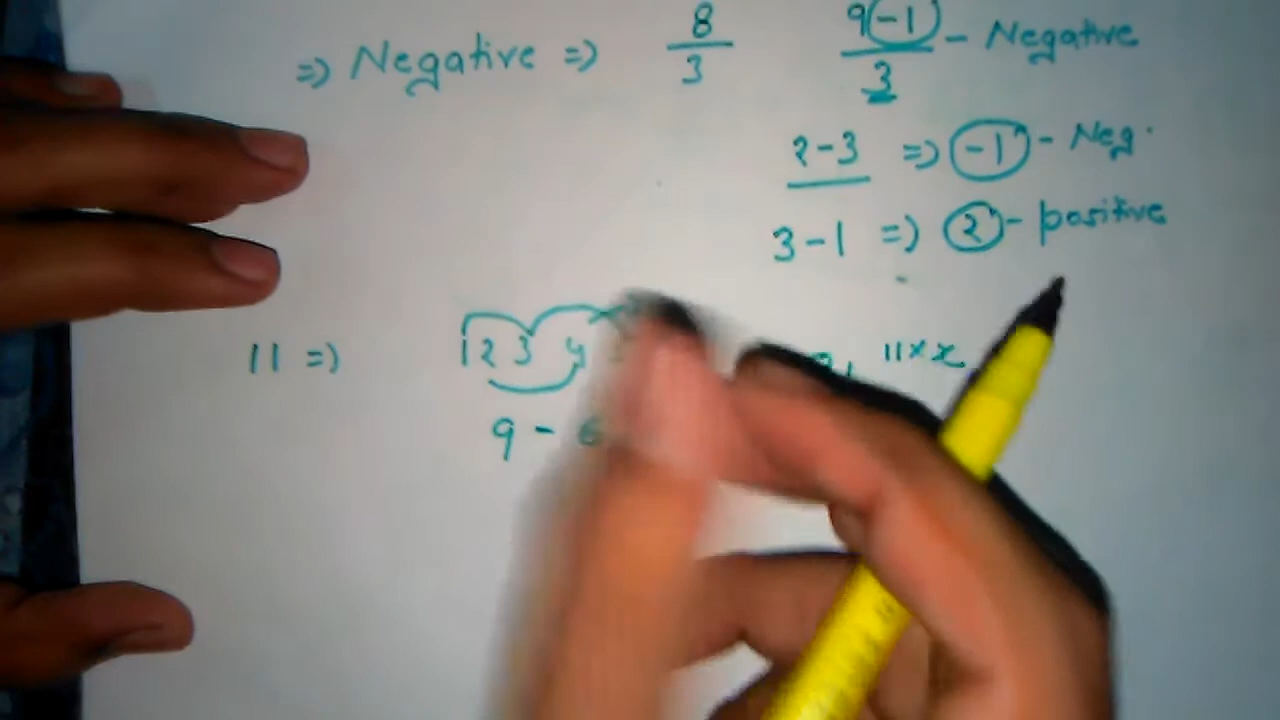 ⇒ Negative ⇒ 8/3 9(-1)/3 - Negative
2-3 ⇒ -1 - Neg.
3-1 ⇒ 2 - positive
11 ⇒ 1 2 3 4 11×x
9 - 6